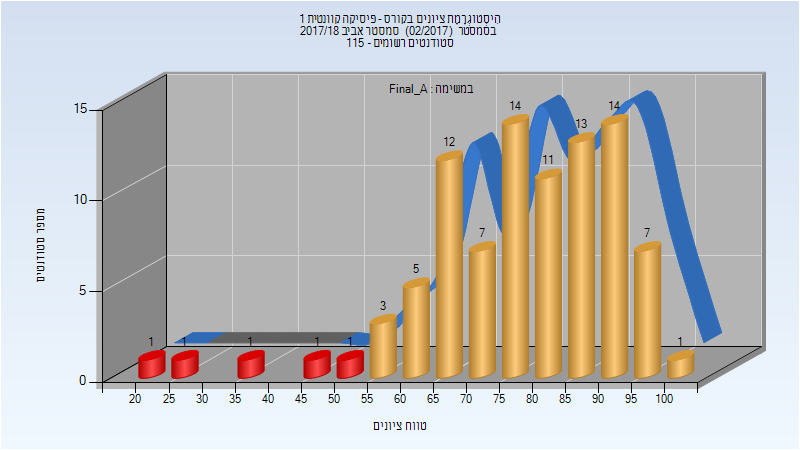 היסטוגרמת ציונים בקורס - פיסיקה קוונטית 1
בסמסטר (02/2017) סמסטר אביב 2017/18
סטודנטים רשומים - 115
במשימה : Final_A
מספר סטודנטים
15
10
5
0
1
1
1
1
1
3
5
12
7
14
11
13
14
7
1
20 25 30 35 40 45 50 55 60 65 70 75 80 85 90 95 100
טווח ציונים